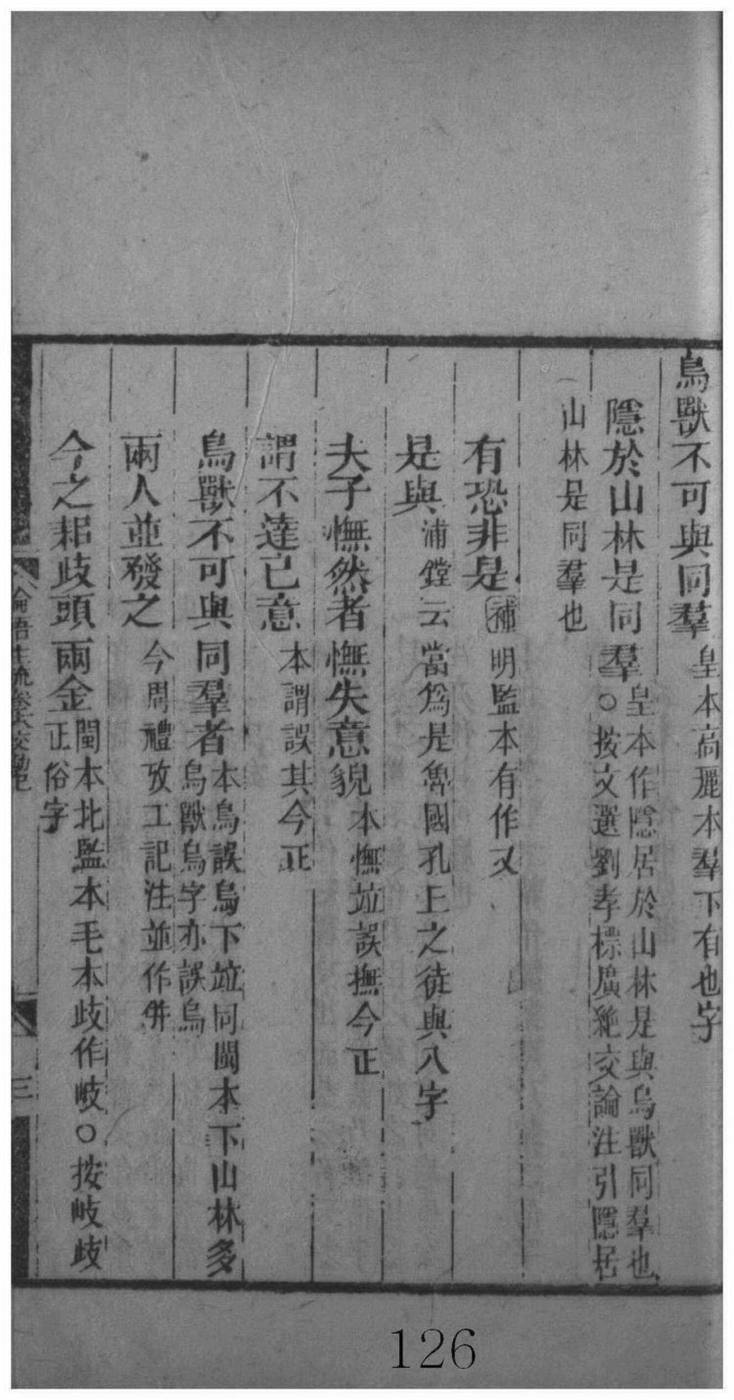 鳥獸不可與同羣皇本高麗本羣下有也字
隱於山林是同羣皇本作隱居於山林是與鳥獸同羣也
○按文選劉孝標廣絶交論注引隱居
山林是同羣也
有恐非是補明監本有作又
是與浦鏜云當爲是魯國孔丘之徒與八字
夫子憮然者憮失意貌本憮竝誤撫今正
謂不達己意本謂誤其今正
鳥獸不可與同羣者本鳥誤烏下竝同閩本下山林多
鳥獸鳥字亦誤烏
兩人並發之今周禮攷工記注並作併
今之耜歧頭兩金閩本北監本毛本歧作岐○按岐歧
正俗字
論語注疏卷六校勘記
三
126